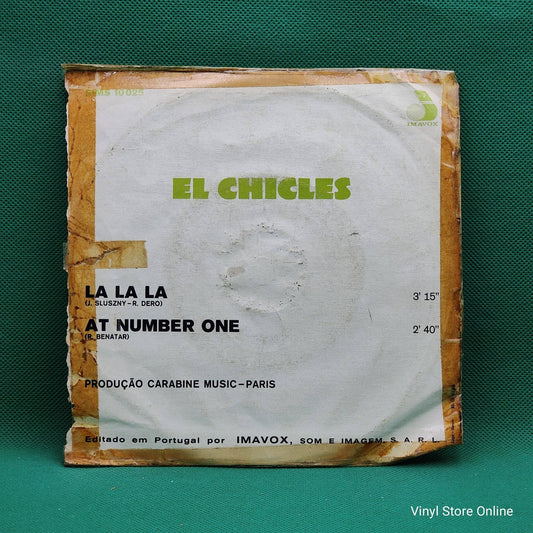 IMAVOX
EL CHICLES
LA LA LA 3' 15"
(J. SLUSZNY-R. DERO)
AT NUMBER ONE 2' 40"
(R. BENATAR)
PRODUÇÃO CARABINE MUSIC-PARIS
Editado em Portugal por IMAVOX, SOM E IMAGEM, S. A. R. L.
Vinyl Store Online